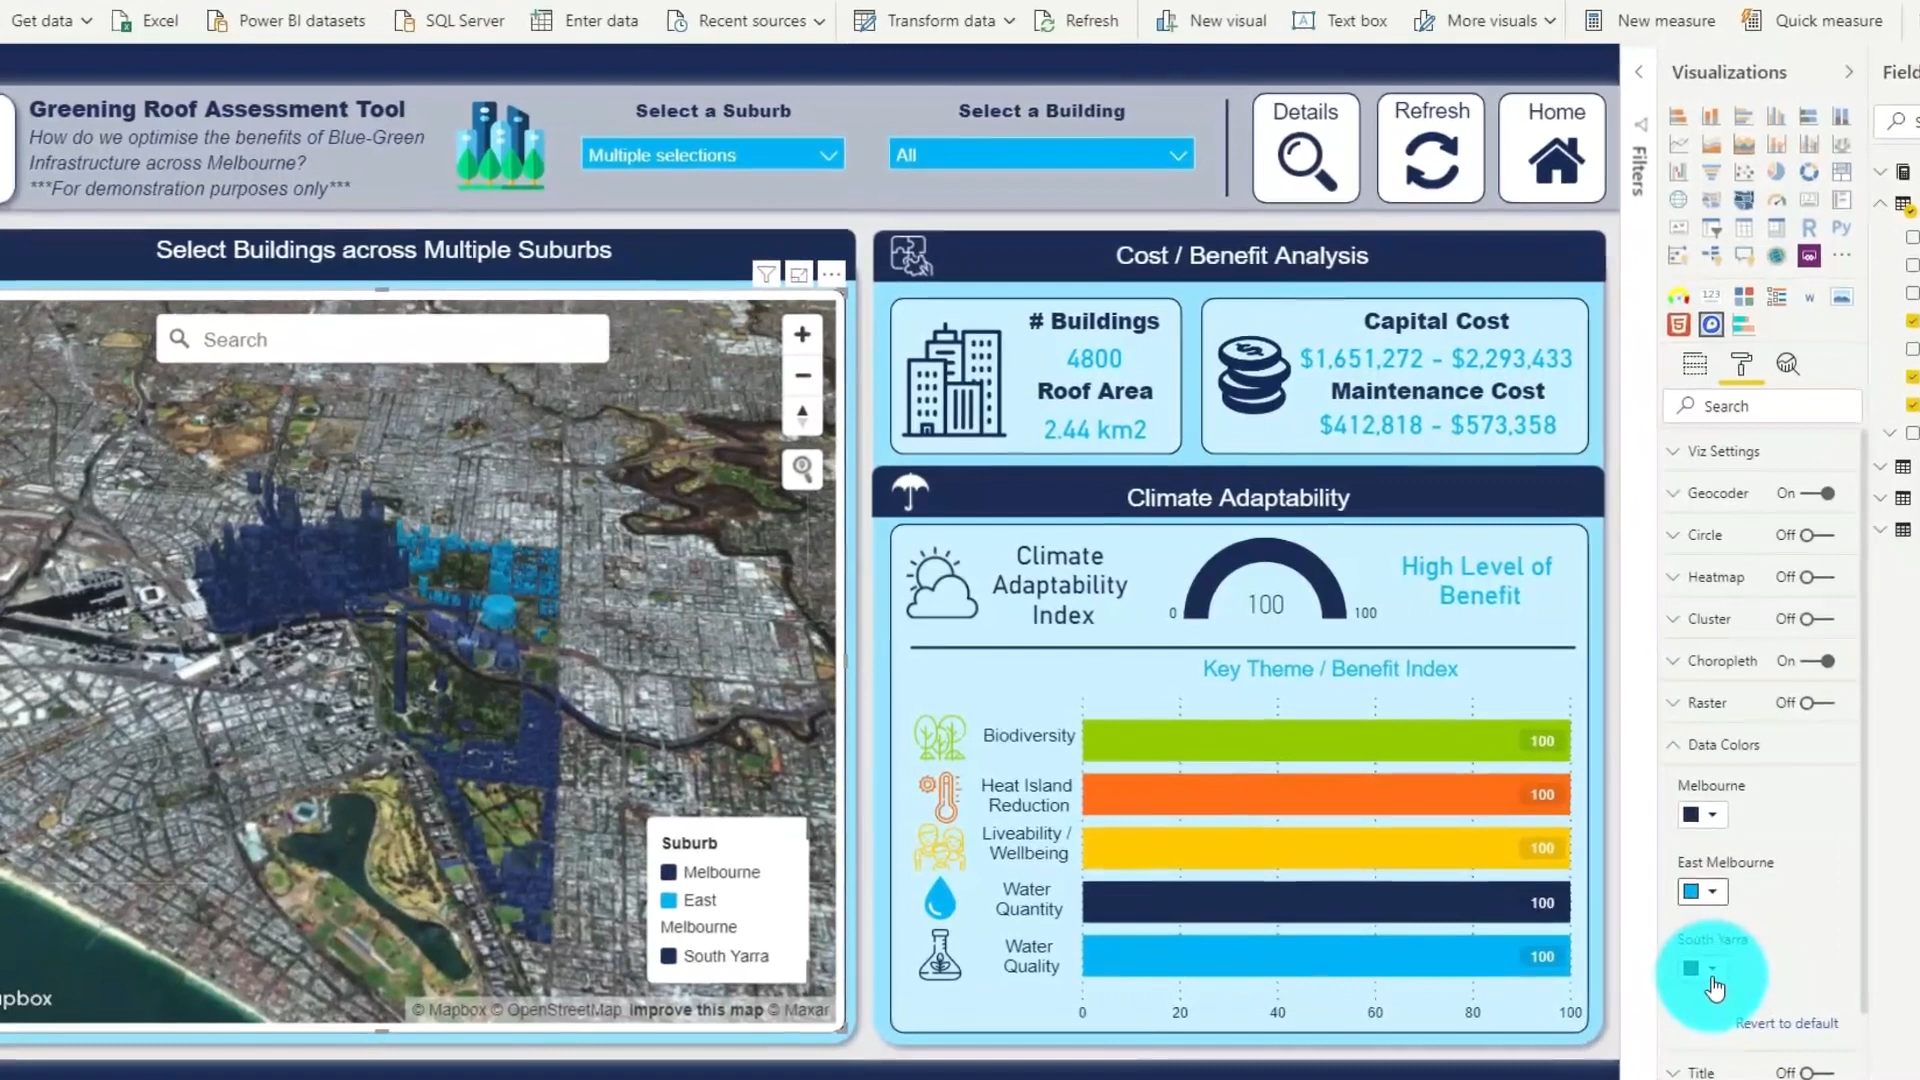 Get data
Excel
Power BI datasets
SQL Server
Enter data
Recent sources
Transform data
Refresh
New visual
Text box
More visuals
New measure
Quick measure
Greening Roof Assessment Tool
How do we optimise the benefits of Blue-Green
Infrastructure across Melbourne?
***For demonstration purposes only***
Select a Suburb
Multiple selections
Select a Building
All
Details
Refresh
Home
Select Buildings across Multiple Suburbs
Search
Suburb
Melbourne
East
Melbourne
South Yarra
© Mapbox © OpenStreetMap Improve this map © Maxar
Cost / Benefit Analysis
# Buildings
4800
Roof Area
2.44 km2
Capital Cost
$1,651,272 - $2,293,433
Maintenance Cost
$412,818 - $573,358
Climate Adaptability
Climate
Adaptability
Index
0
100
100
High Level of
Benefit
Key Theme / Benefit Index
Biodiversity
100
Heat Island
Reduction
100
Liveability /
Wellbeing
100
Water
Quantity
100
Water
Quality
100
0 20 40 60 80 100
Filters
Visualizations
R
Py
123
W
5
Search
Viz Settings
Geocoder On
Circle Off
Heatmap Off
Cluster Off
Choropleth On
Raster Off
Data Colors
Melbourne
East Melbourne
South Yarra
Revert to default
Title Off